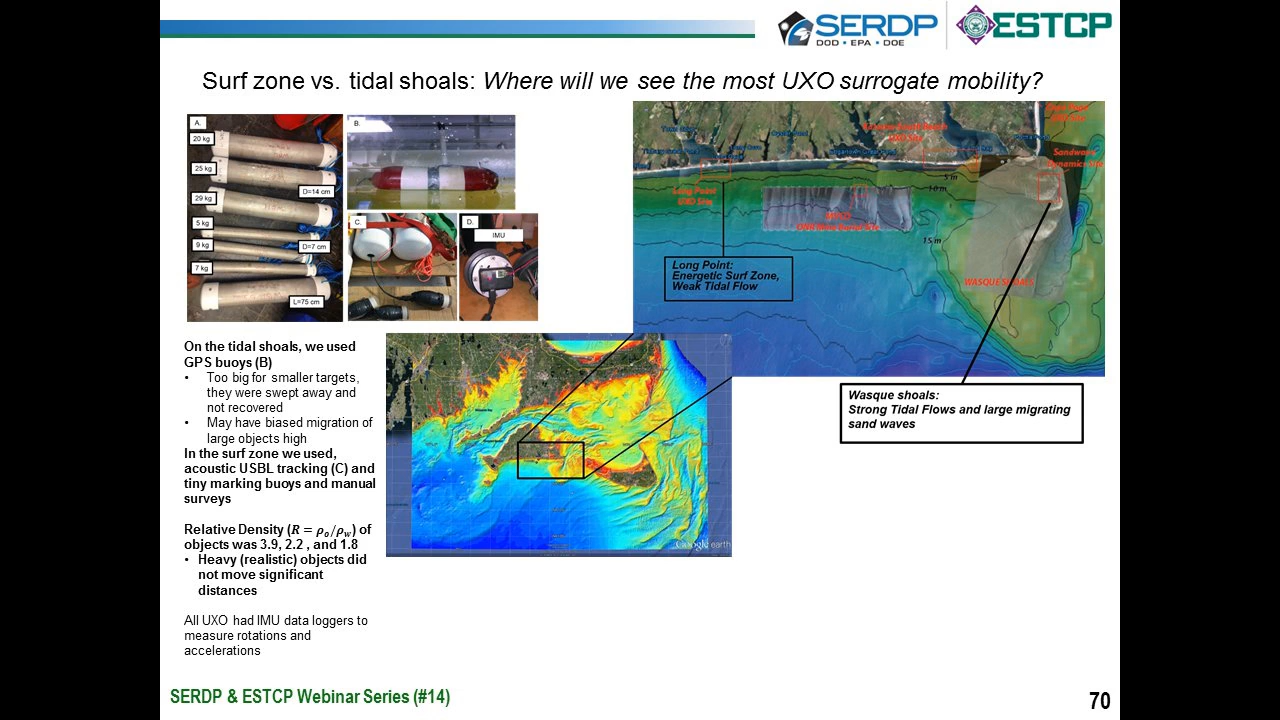 SERDP
DOD • EPA • DOE
ESTCP
Surf zone vs. tidal shoals: Where will we see the most UXO surrogate mobility?
A.
20 kg
25 kg
D=14 cm
29 kg
5 kg
9 kg
D=7 cm
7 kg
L=75 cm
B.
C.
D.
IMU
Long Point
UXO Site
5 m
10 m
15 m
WASQUE SHOALS
Long Point:
Energetic Surf Zone,
Weak Tidal Flow
Wasque shoals:
Strong Tidal Flows and large migrating
sand waves
Google earth
On the tidal shoals, we used
GPS buoys (B)
• Too big for smaller targets,
they were swept away and
not recovered
• May have biased migration of
large objects high
In the surf zone we used,
acoustic USBL tracking (C) and
tiny marking buoys and manual
surveys
Relative Density (R = ρₒ/ρ_w) of
objects was 3.9, 2.2 , and 1.8
• Heavy (realistic) objects did
not move significant
distances
All UXO had IMU data loggers to
measure rotations and
accelerations
SERDP & ESTCP Webinar Series (#14)
70